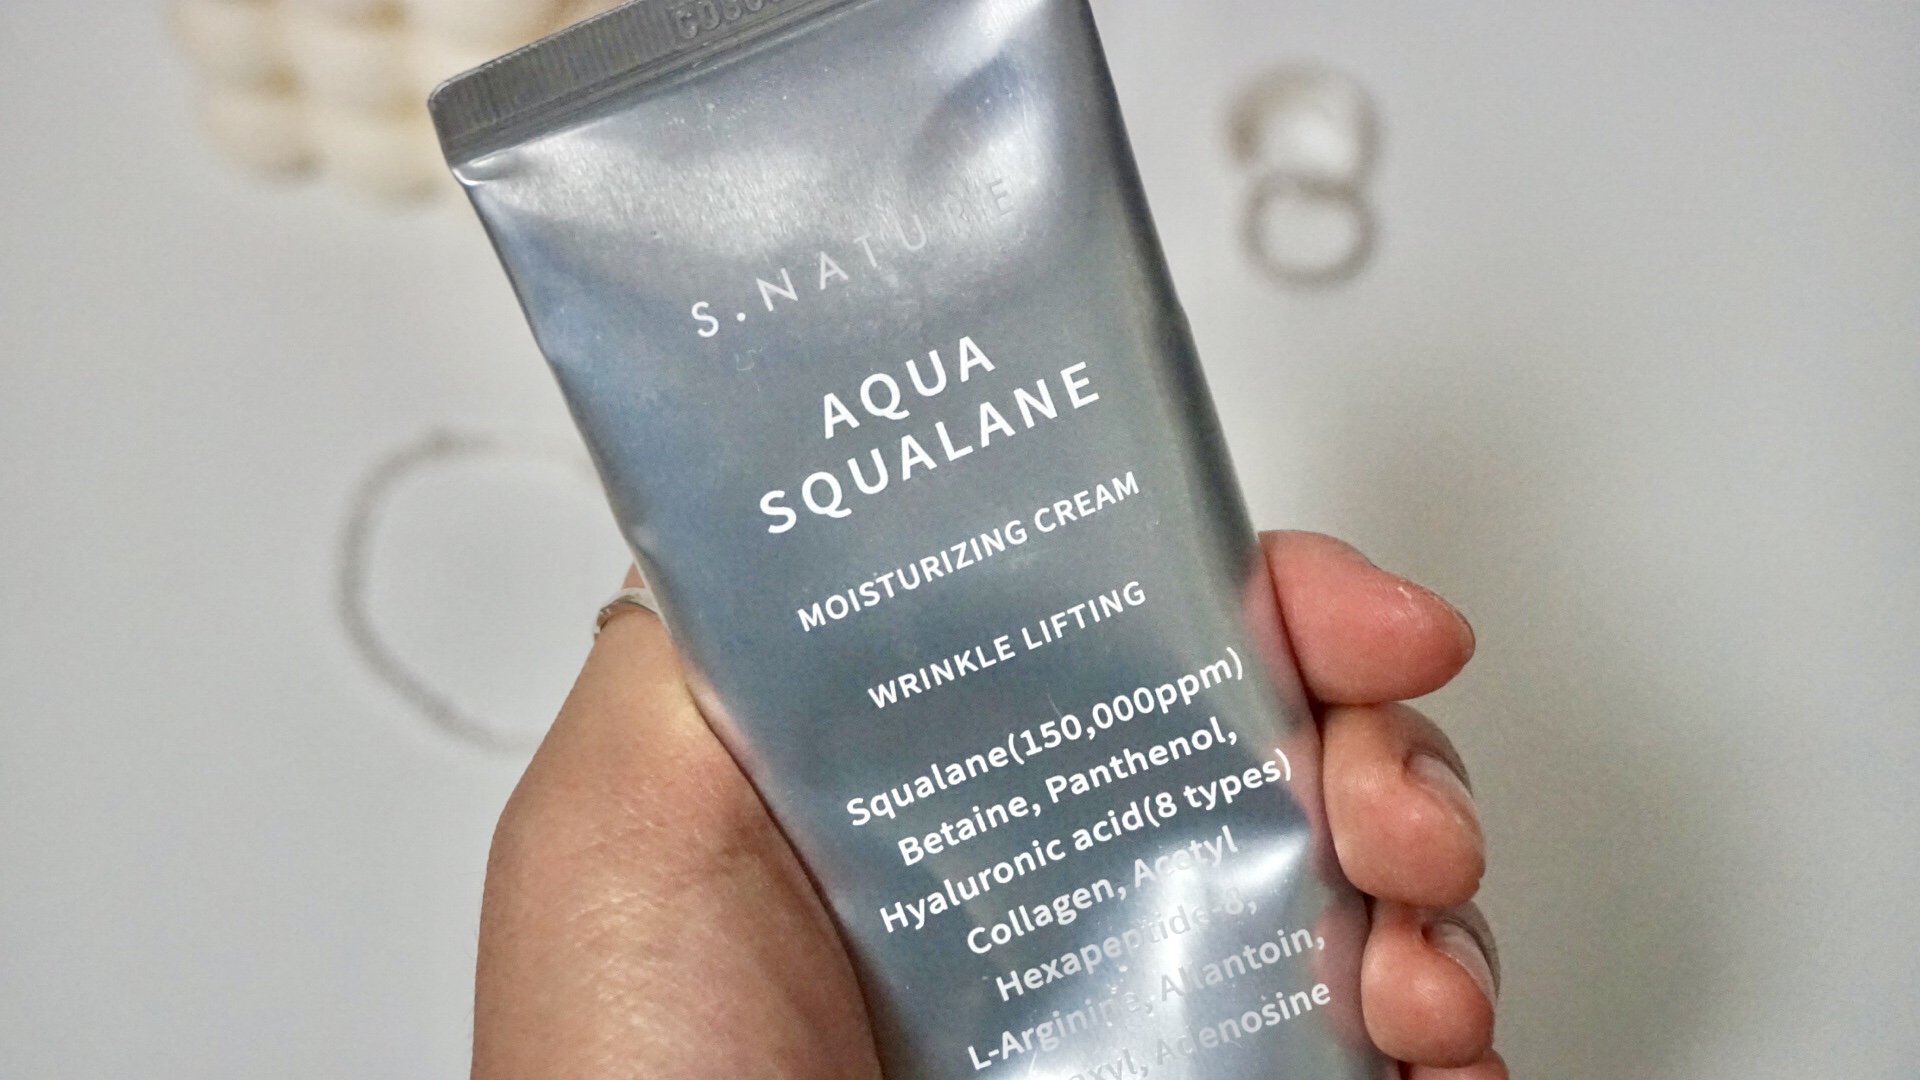 S.NATURE
AQUA
SQUALANE
MOISTURIZING CREAM
WRINKLE LIFTING
Squalane(150,000ppm)
Betaine, Panthenol,
Hyaluronic acid(8 types)
Collagen, Acetyl
Hexapeptide-8,
L-Arginine, Allantoin,
Adenosine